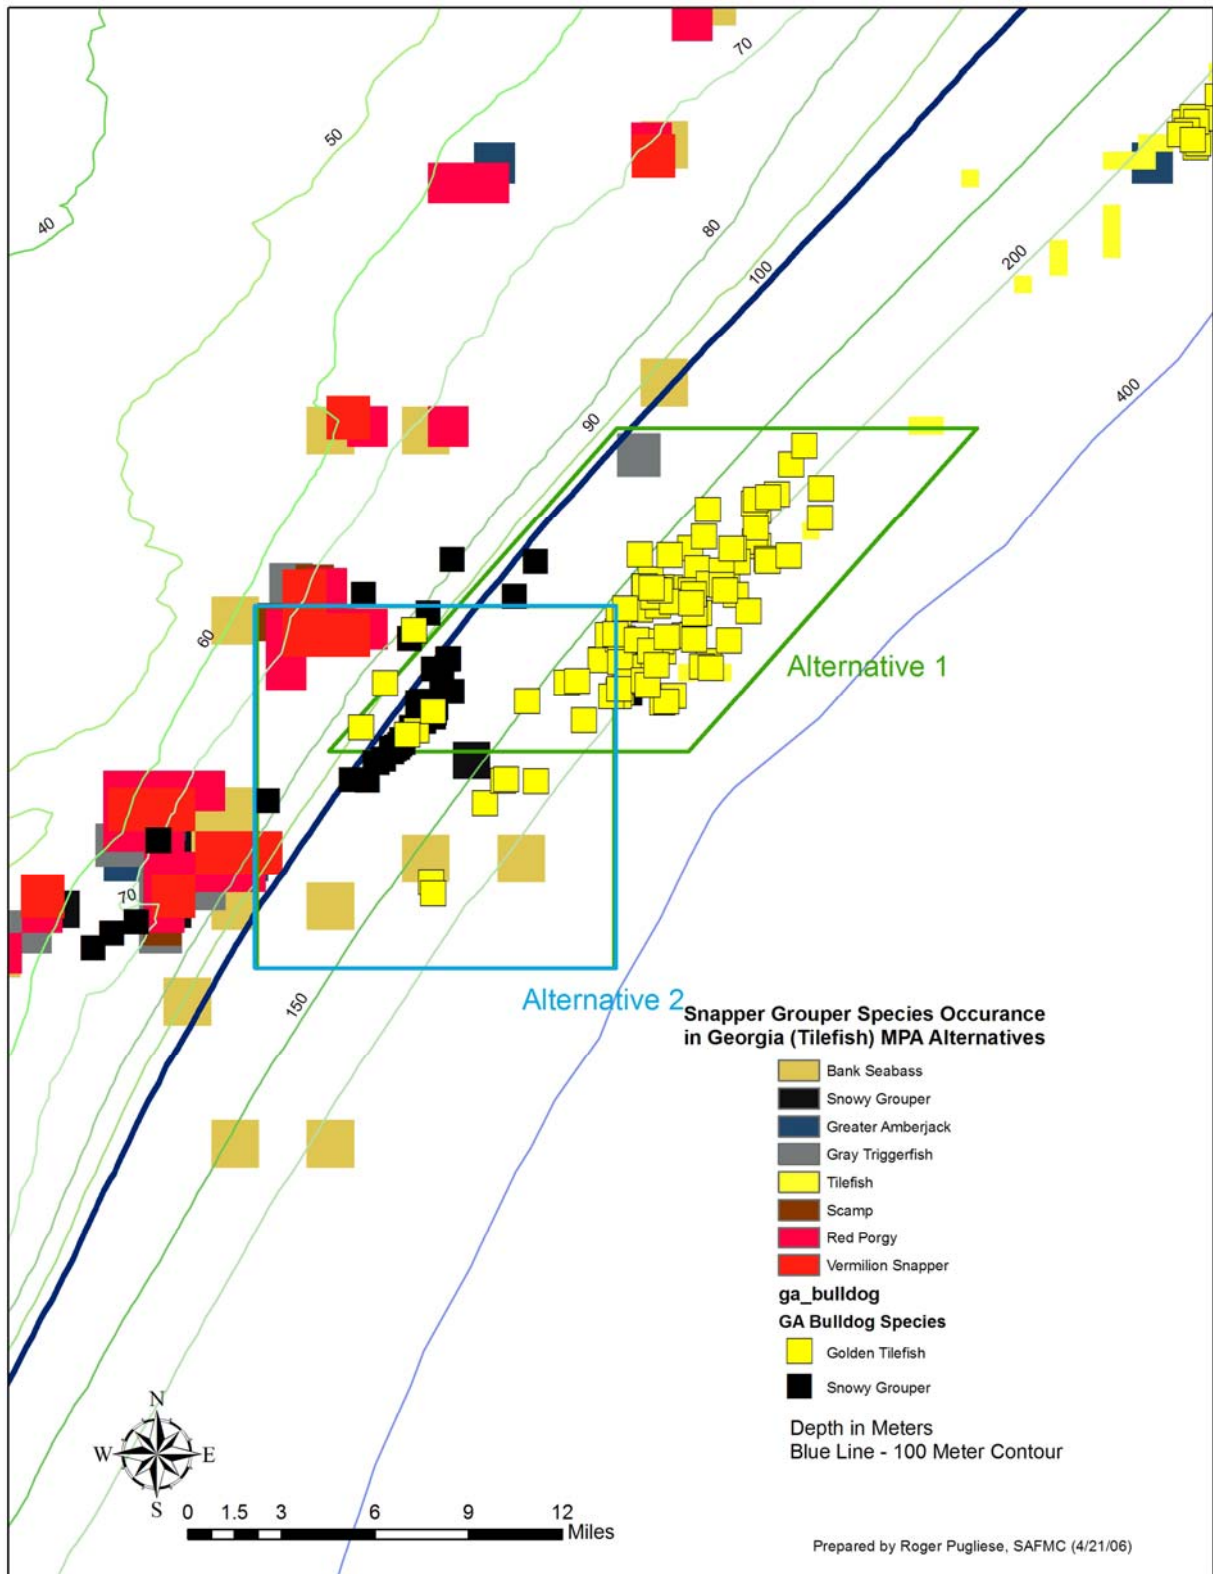 70
50
40
80
200
100
400
90
Alternative 1
60
70
Alternative 2
150
Snapper Grouper Species Occurance
in Georgia (Tilefish) MPA Alternatives
Bank Seabass
Snowy Grouper
Greater Amberjack
Gray Triggerfish
Tilefish
Scamp
Red Porgy
Vermilion Snapper
ga_bulldog
GA Bulldog Species
Golden Tilefish
Snowy Grouper
Depth in Meters
Blue Line - 100 Meter Contour
N
W E
S
0 1.5 3 6 9 12
Miles
Prepared by Roger Pugliese, SAFMC (4/21/06)